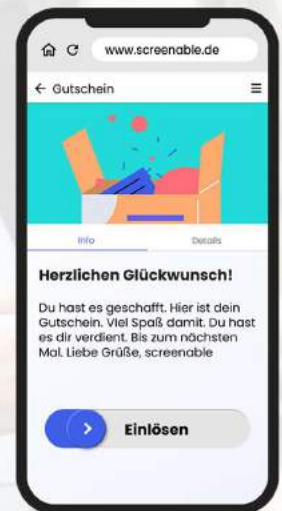 www.screenable.de
Gutschein
Info Details
Herzlichen Glückwunsch!
Du hast es geschafft. Hier ist dein
Gutschein. Viel Spaß damit. Du hast
es dir verdient. Bis zum nächsten
Mal. Liebe Grüße, screenable
Einlösen